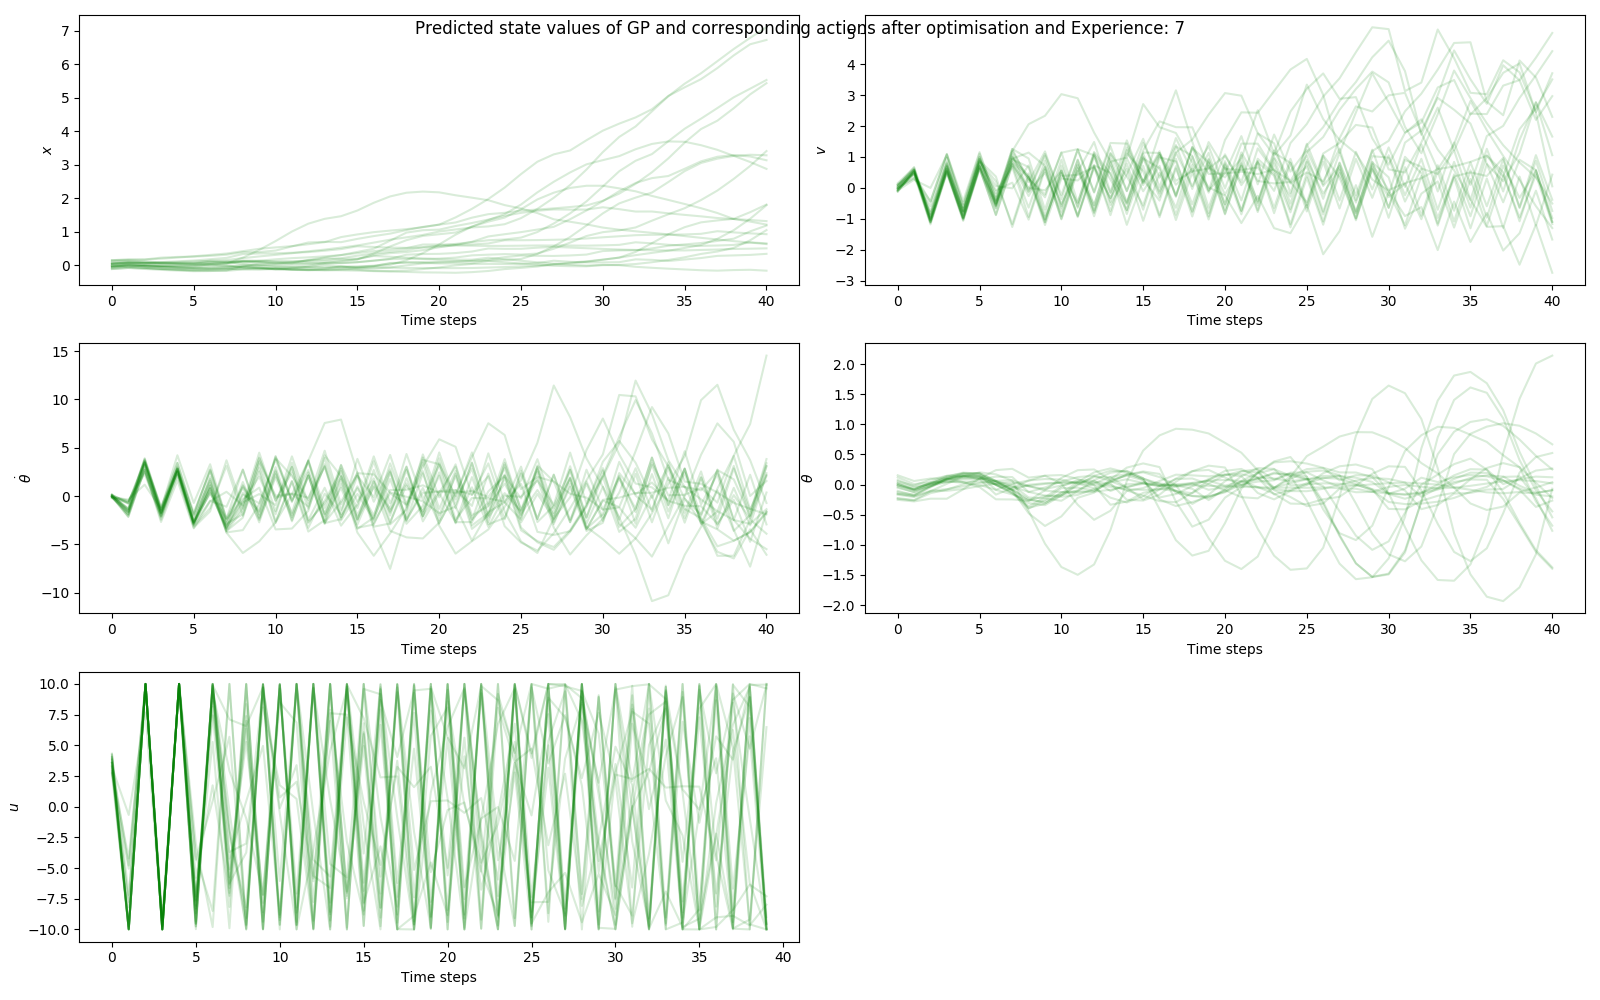 Predicted state values of GP and corresponding actions after optimisation and Experience: 7
7
6
5
4
3
2
1
0
x
0 5 10 15 20 25 30 35 40
Time steps
5
4
3
2
1
0
−1
−2
−3
v
0 5 10 15 20 25 30 35 40
Time steps
15
10
5
0
−5
−10
θ̇
0 5 10 15 20 25 30 35 40
Time steps
2.0
1.5
1.0
0.5
0.0
−0.5
−1.0
−1.5
−2.0
θ
0 5 10 15 20 25 30 35 40
Time steps
10.0
7.5
5.0
2.5
0.0
−2.5
−5.0
−7.5
−10.0
u
0 5 10 15 20 25 30 35 40
Time steps